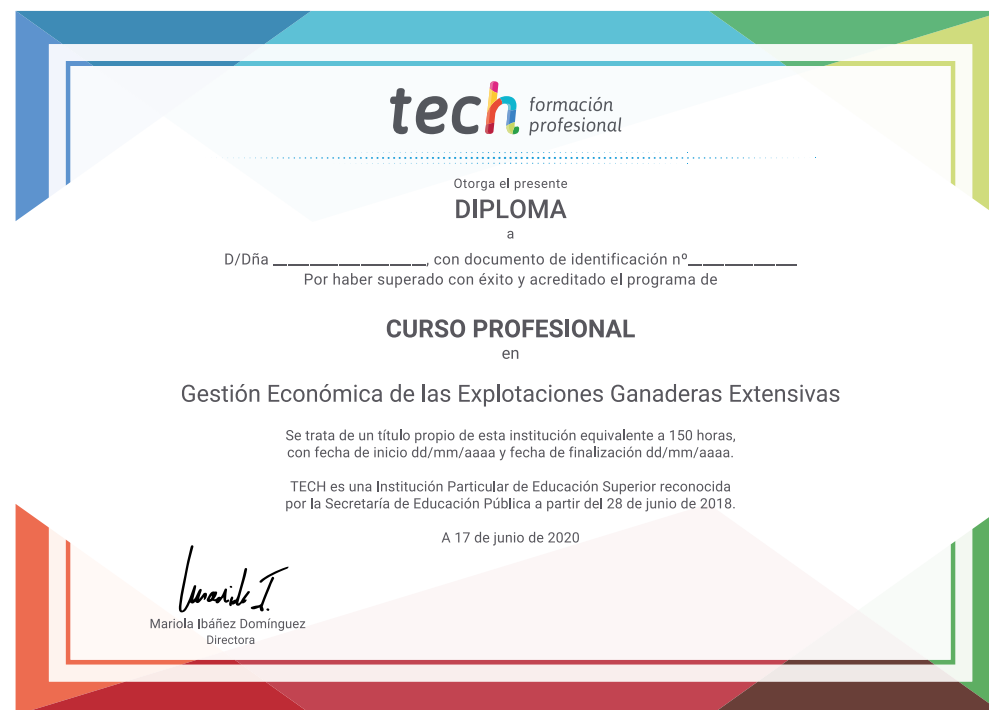 tech formación
profesional
Otorga el presente
DIPLOMA
a
D/Dña ____________________, con documento de identificación nº______________
Por haber superado con éxito y acreditado el programa de
CURSO PROFESIONAL
en
Gestión Económica de las Explotaciones Ganaderas Extensivas
Se trata de un título propio de esta institución equivalente a 150 horas,
con fecha de inicio dd/mm/aaaa y fecha de finalización dd/mm/aaaa.
TECH es una Institución Particular de Educación Superior reconocida
por la Secretaría de Educación Pública a partir del 28 de junio de 2018.
A 17 de junio de 2020
Mariola I.
Mariola Ibáñez Domínguez
Directora